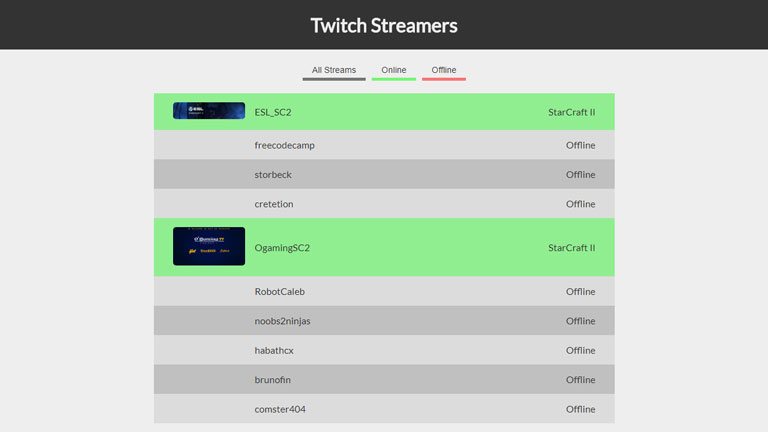 Twitch Streamers
All Streams Online Offline
ESL ESL_SC2 StarCraft II
freecodecamp Offline
storbeck Offline
cretetion Offline
OgamingSC2 StarCraft II
RobotCaleb Offline
noobs2ninjas Offline
habathcx Offline
brunofin Offline
comster404 Offline